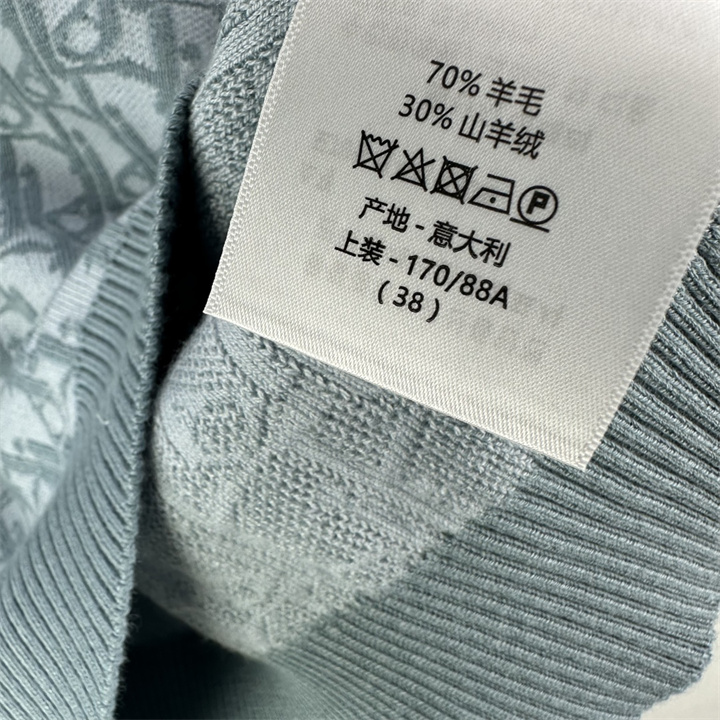 70% 羊毛
30% 山羊绒
P
产地 - 意大利
上装 - 170/88A
( 38 )